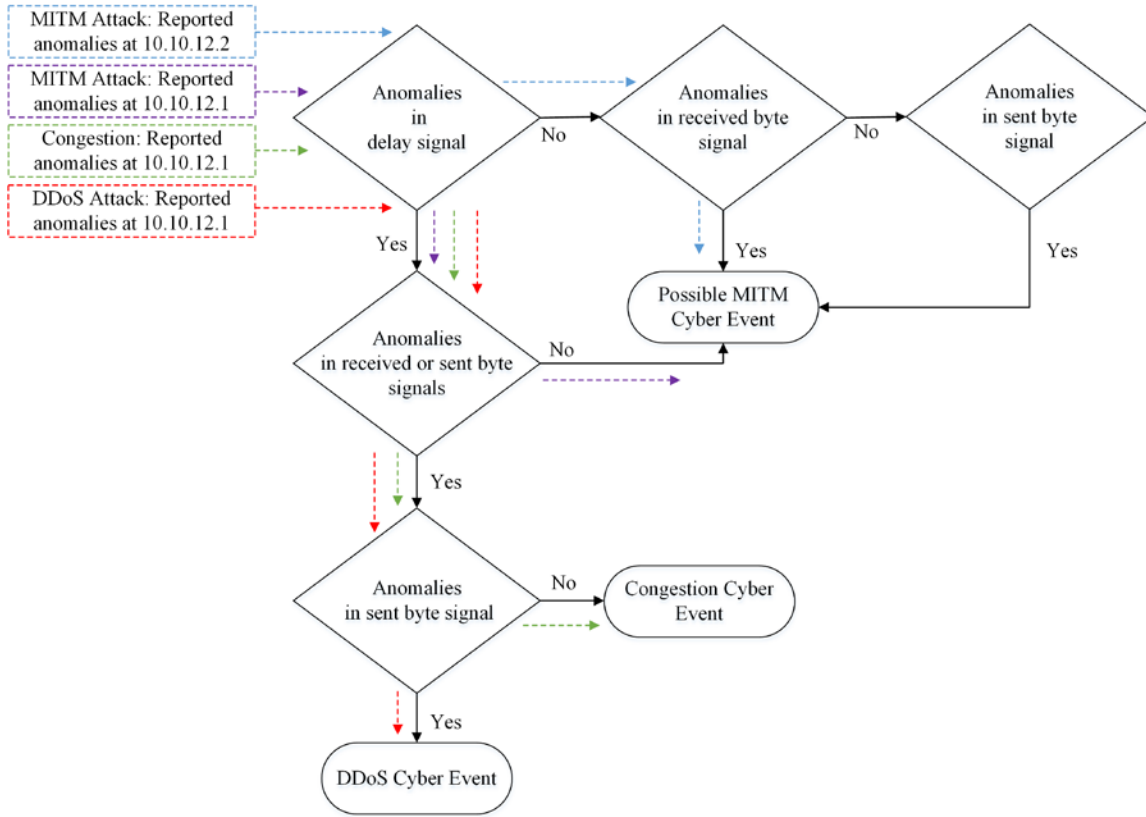 MITM Attack: Reported
anomalies at 10.10.12.2
MITM Attack: Reported
anomalies at 10.10.12.1
Congestion: Reported
anomalies at 10.10.12.1
DDoS Attack: Reported
anomalies at 10.10.12.1
Anomalies
in
delay signal
No
Anomalies
in received byte
signal
No
Anomalies
in sent byte
signal
Yes
Yes
Yes
Possible MITM
Cyber Event
Anomalies
in received or sent byte
signals
No
Yes
Anomalies
in sent byte signal
No
Congestion Cyber
Event
Yes
DDoS Cyber Event